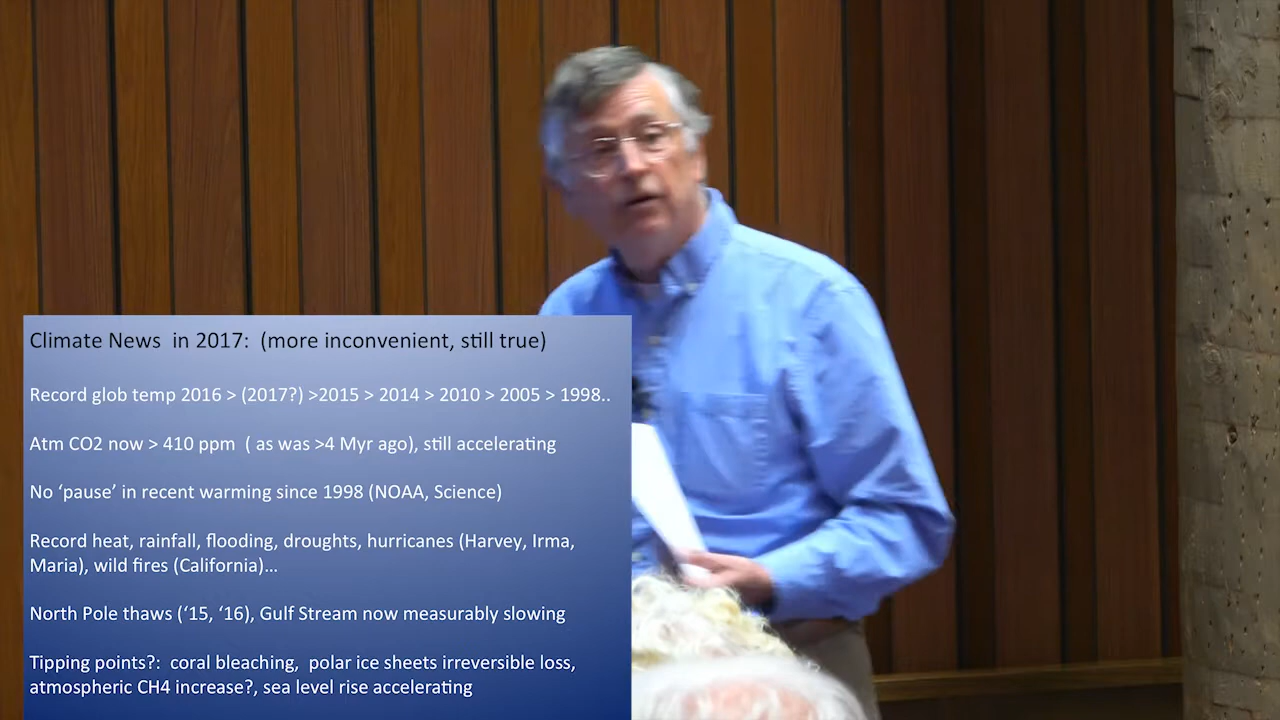 Climate News  in 2017:  (more inconvenient, still true)
Record glob temp 2016 > (2017?) >2015 > 2014 > 2010 > 2005 > 1998..
Atm CO2 now > 410 ppm  ( as was >4 Myr ago), still accelerating
No ‘pause’ in recent warming since 1998 (NOAA, Science)
Record heat, rainfall, flooding, droughts, hurricanes (Harvey, Irma,
Maria), wild fires (California)…
North Pole thaws (‘15, ‘16), Gulf Stream now measurably slowing
Tipping points?:  coral bleaching,  polar ice sheets irreversible loss,
atmospheric CH4 increase?, sea level rise accelerating